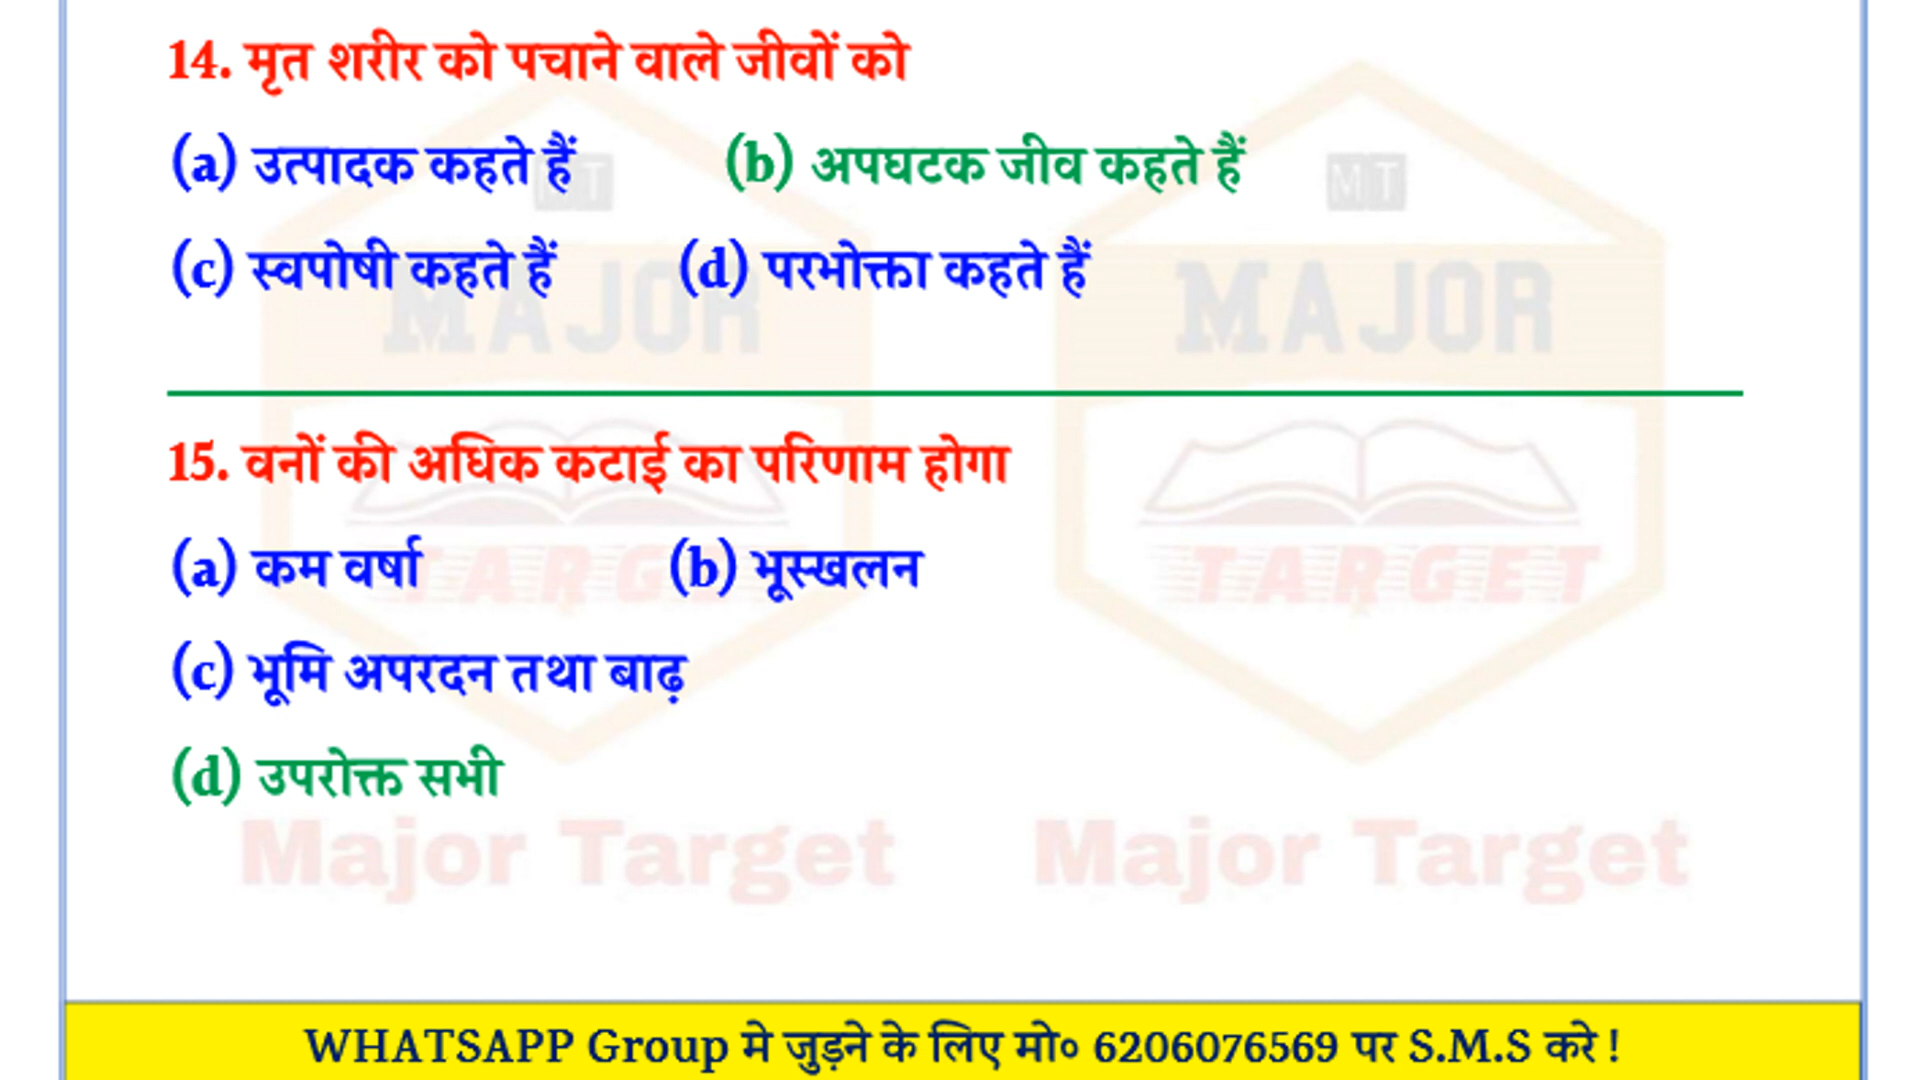 14. मृत शरीर को पचाने वाले जीवों को
(a) उत्पादक कहते हैं (b) अपघटक जीव कहते हैं
(c) स्वपोषी कहते हैं (d) परभोक्ता कहते हैं
MT MT
MAJOR MAJOR
15. वनों की अधिक कटाई का परिणाम होगा
(a) कम वर्षा (b) भूस्खलन
TARGET TARGET
(c) भूमि अपरदन तथा बाढ़
(d) उपरोक्त सभी
Major Target Major Target
WHATSAPP Group मे जुड़ने के लिए मो० 6206076569 पर S.M.S करे !